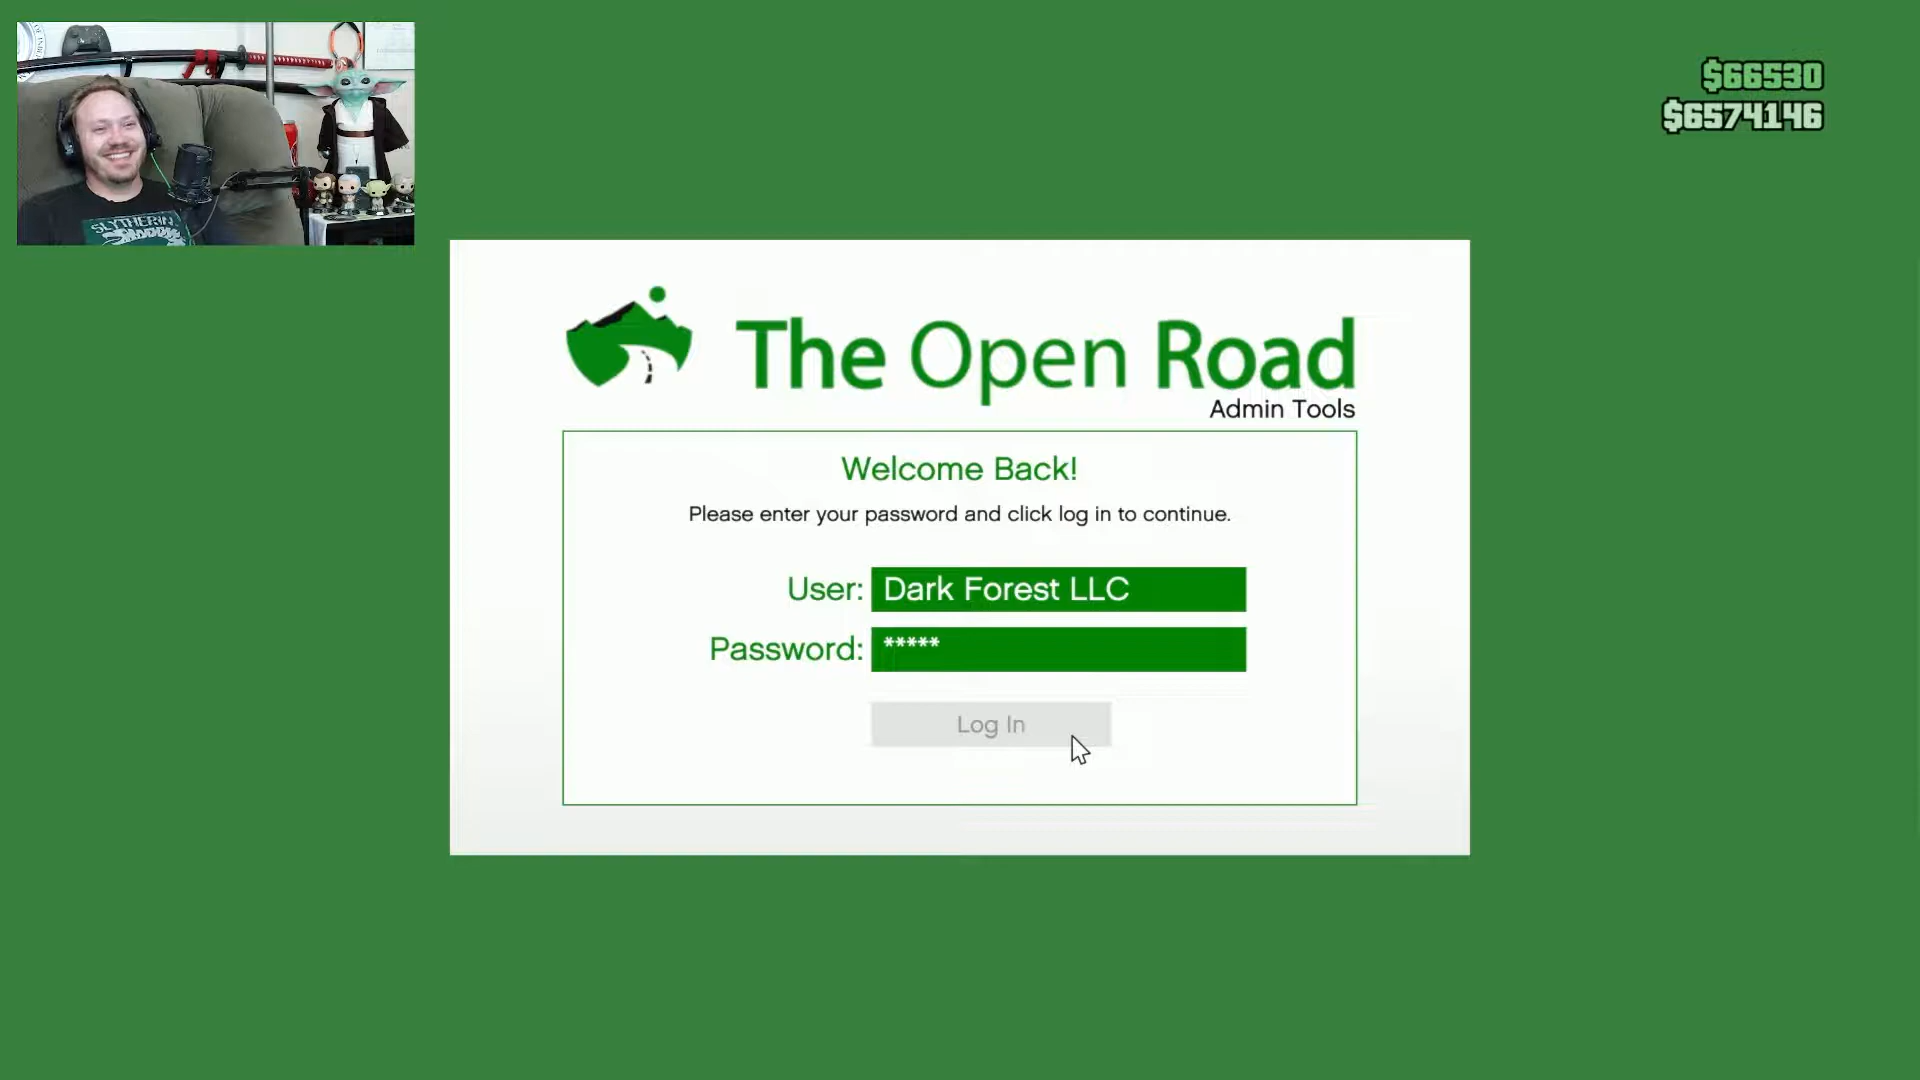 $66530
$6574146
SLYTHERIN
The Open Road
Admin Tools
Welcome Back!
Please enter your password and click log in to continue.
User: Dark Forest LLC
Password: *****
Log In